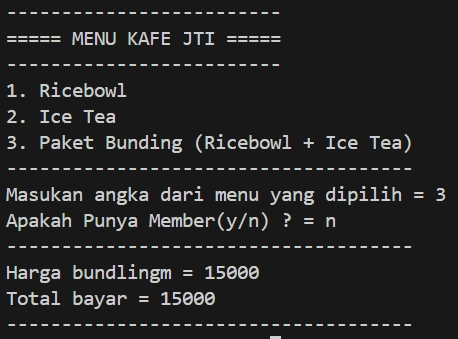 -------------------------
===== MENU KAFE JTI =====
-------------------------
1. Ricebowl
2. Ice Tea
3. Paket Bunding (Ricebowl + Ice Tea)
-------------------------------------
Masukan angka dari menu yang dipilih = 3
Apakah Punya Member(y/n) ? = n
-------------------------------------
Harga bundlingm = 15000
Total bayar = 15000
-------------------------------------